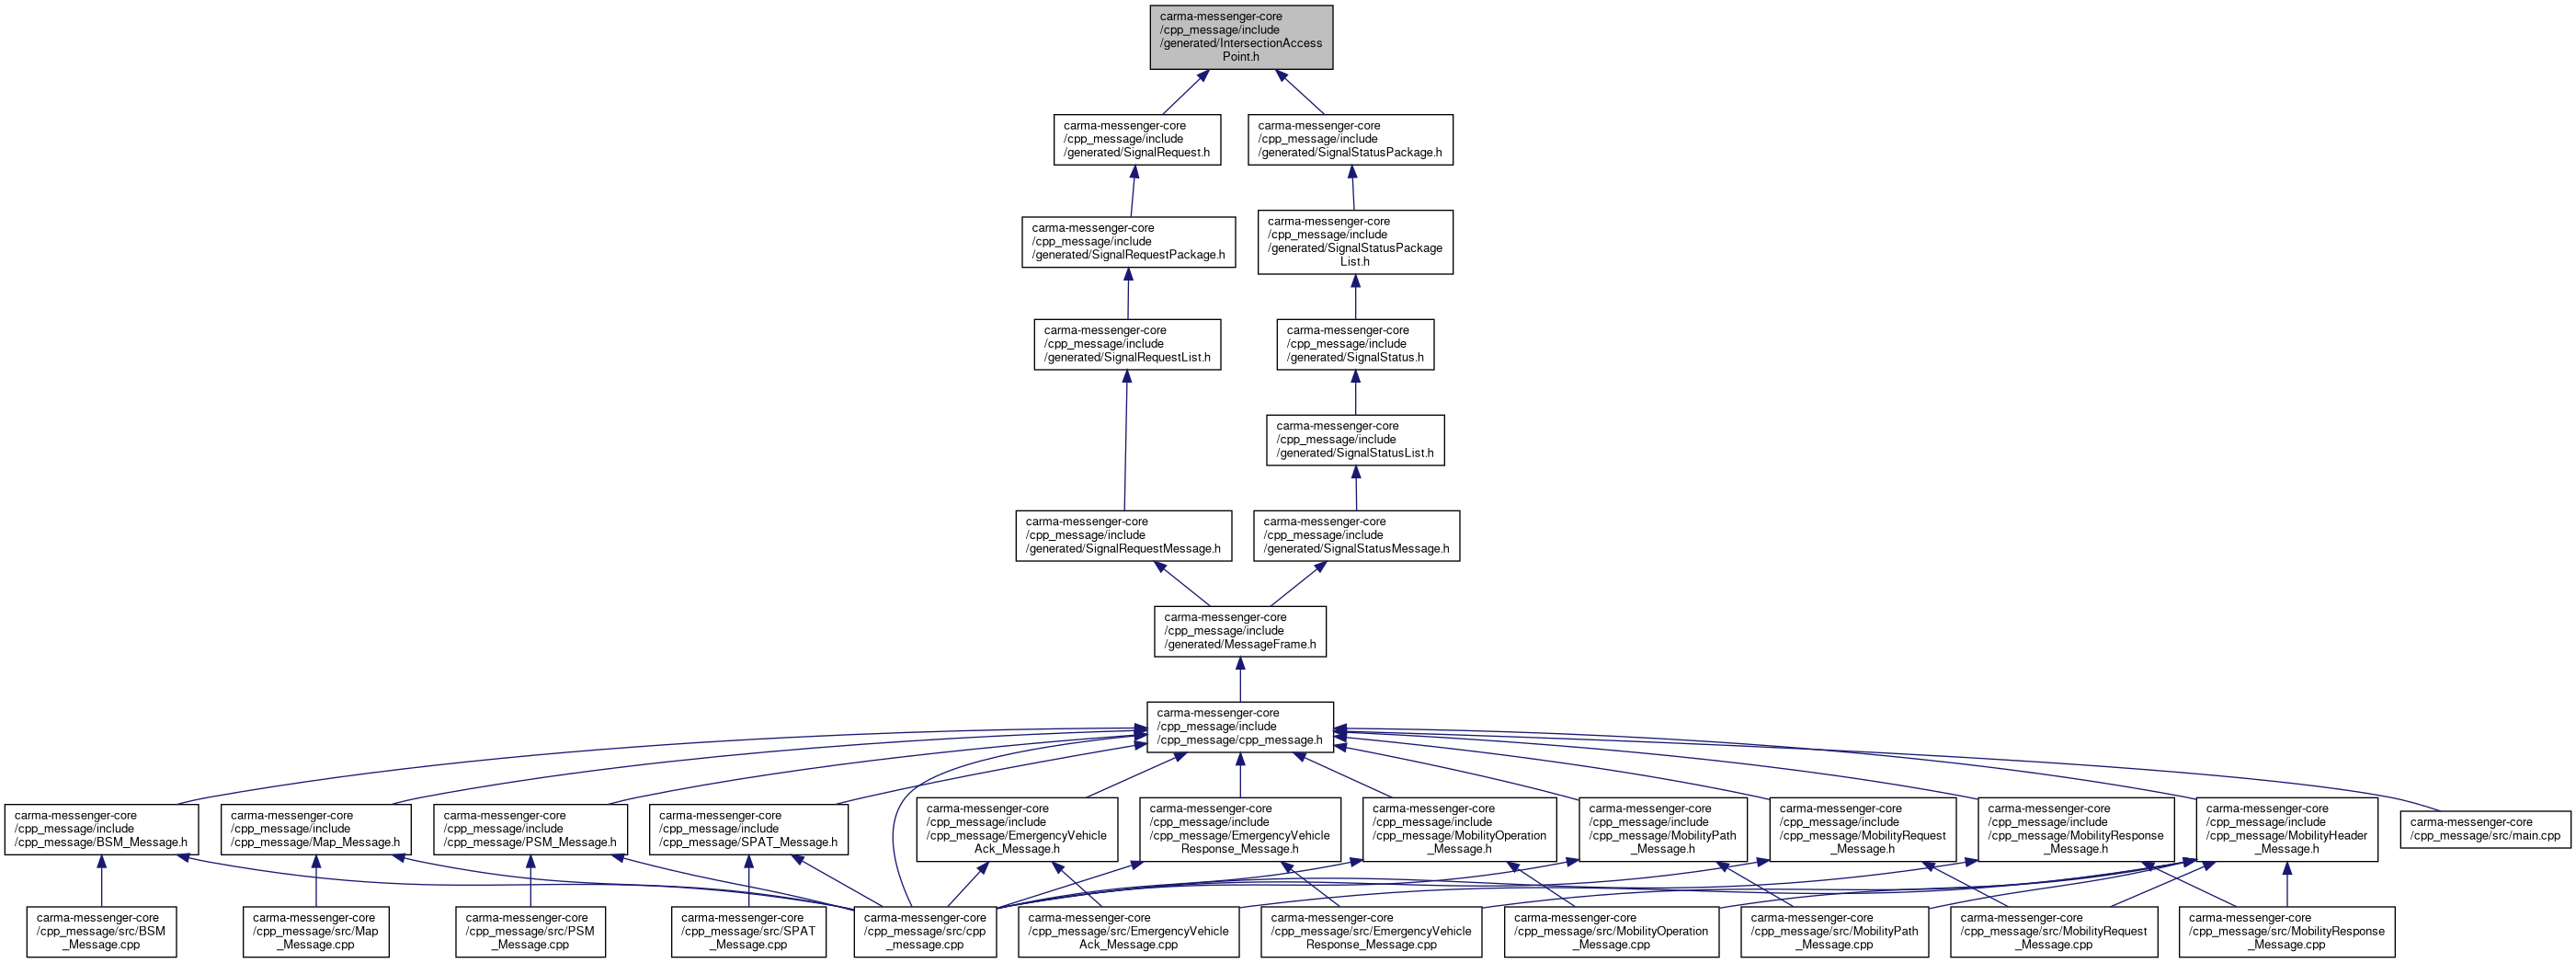 carma-messenger-core
/cpp_message/include
/generated/IntersectionAccess
Point.h
carma-messenger-core
/cpp_message/include
/generated/SignalRequest.h
carma-messenger-core
/cpp_message/include
/generated/SignalStatusPackage.h
carma-messenger-core
/cpp_message/include
/generated/SignalRequestPackage.h
carma-messenger-core
/cpp_message/include
/generated/SignalStatusPackage
List.h
carma-messenger-core
/cpp_message/include
/generated/SignalRequestList.h
carma-messenger-core
/cpp_message/include
/generated/SignalStatus.h
carma-messenger-core
/cpp_message/include
/generated/SignalStatusList.h
carma-messenger-core
/cpp_message/include
/generated/SignalRequestMessage.h
carma-messenger-core
/cpp_message/include
/generated/SignalStatusMessage.h
carma-messenger-core
/cpp_message/include
/generated/MessageFrame.h
carma-messenger-core
/cpp_message/include
/cpp_message/cpp_message.h
carma-messenger-core
/cpp_message/include
/cpp_message/BSM_Message.h
carma-messenger-core
/cpp_message/include
/cpp_message/Map_Message.h
carma-messenger-core
/cpp_message/include
/cpp_message/PSM_Message.h
carma-messenger-core
/cpp_message/include
/cpp_message/SPAT_Message.h
carma-messenger-core
/cpp_message/include
/cpp_message/EmergencyVehicle
Ack_Message.h
carma-messenger-core
/cpp_message/include
/cpp_message/EmergencyVehicle
Response_Message.h
carma-messenger-core
/cpp_message/include
/cpp_message/MobilityOperation
_Message.h
carma-messenger-core
/cpp_message/include
/cpp_message/MobilityPath
_Message.h
carma-messenger-core
/cpp_message/include
/cpp_message/MobilityRequest
_Message.h
carma-messenger-core
/cpp_message/include
/cpp_message/MobilityResponse
_Message.h
carma-messenger-core
/cpp_message/include
/cpp_message/MobilityHeader
_Message.h
carma-messenger-core
/cpp_message/src/main.cpp
carma-messenger-core
/cpp_message/src/BSM
_Message.cpp
carma-messenger-core
/cpp_message/src/Map
_Message.cpp
carma-messenger-core
/cpp_message/src/PSM
_Message.cpp
carma-messenger-core
/cpp_message/src/SPAT
_Message.cpp
carma-messenger-core
/cpp_message/src/cpp
_message.cpp
carma-messenger-core
/cpp_message/src/EmergencyVehicle
Ack_Message.cpp
carma-messenger-core
/cpp_message/src/EmergencyVehicle
Response_Message.cpp
carma-messenger-core
/cpp_message/src/MobilityOperation
_Message.cpp
carma-messenger-core
/cpp_message/src/MobilityPath
_Message.cpp
carma-messenger-core
/cpp_message/src/MobilityRequest
_Message.cpp
carma-messenger-core
/cpp_message/src/MobilityResponse
_Message.cpp